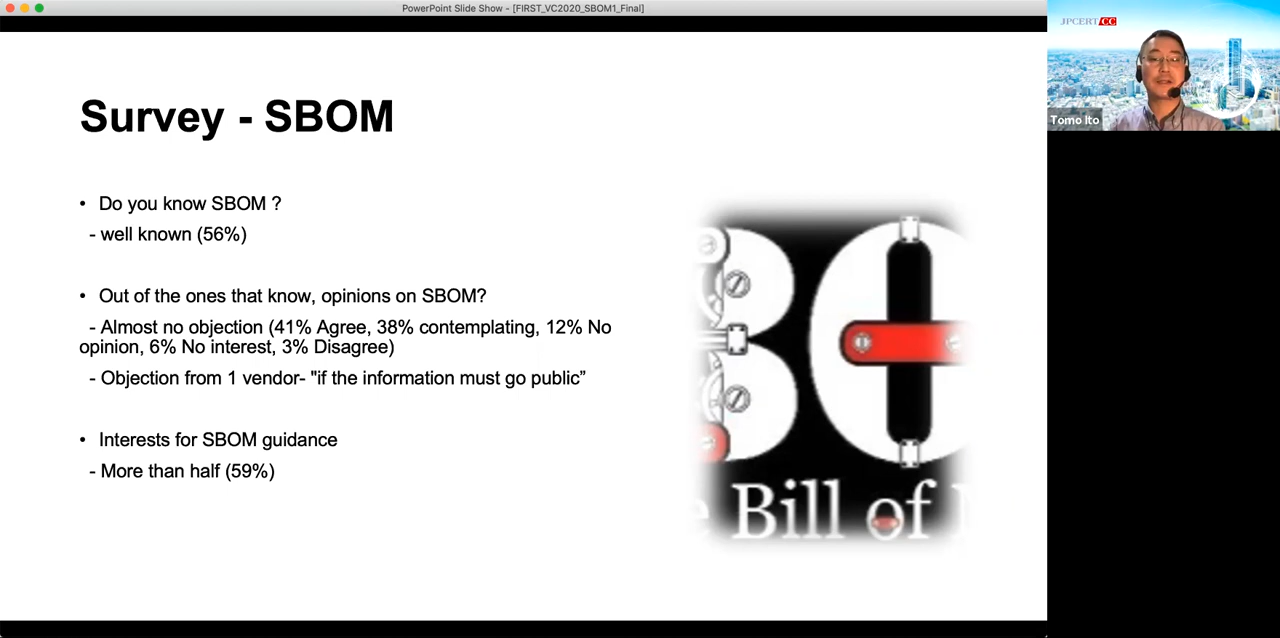 PowerPoint Slide Show - [FIRST_VC2020_SBOM1_Final]
JPCERT/CC
Tomo Ito
Survey - SBOM
• Do you know SBOM ?
- well known (56%)
• Out of the ones that know, opinions on SBOM?
- Almost no objection (41% Agree, 38% contemplating, 12% No
opinion, 6% No interest, 3% Disagree)
- Objection from 1 vendor- "if the information must go public”
• Interests for SBOM guidance
- More than half (59%)
Bill of